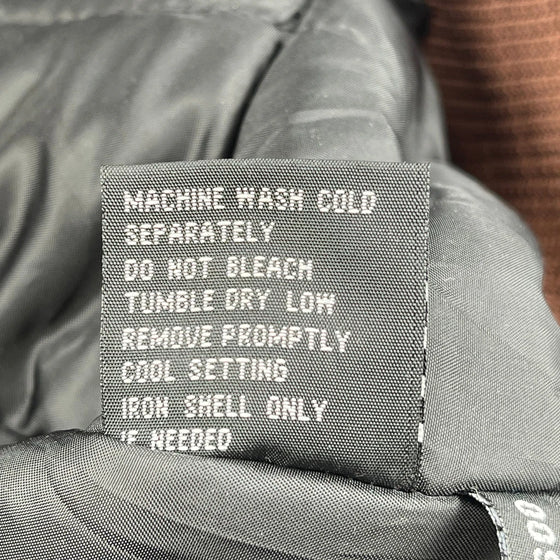 MACHINE WASH COLD
SEPARATELY
DO NOT BLEACH
TUMBLE DRY LOW
REMOVE PROMPTLY
COOL SETTING
IRON SHELL ONLY
IF NEEDED